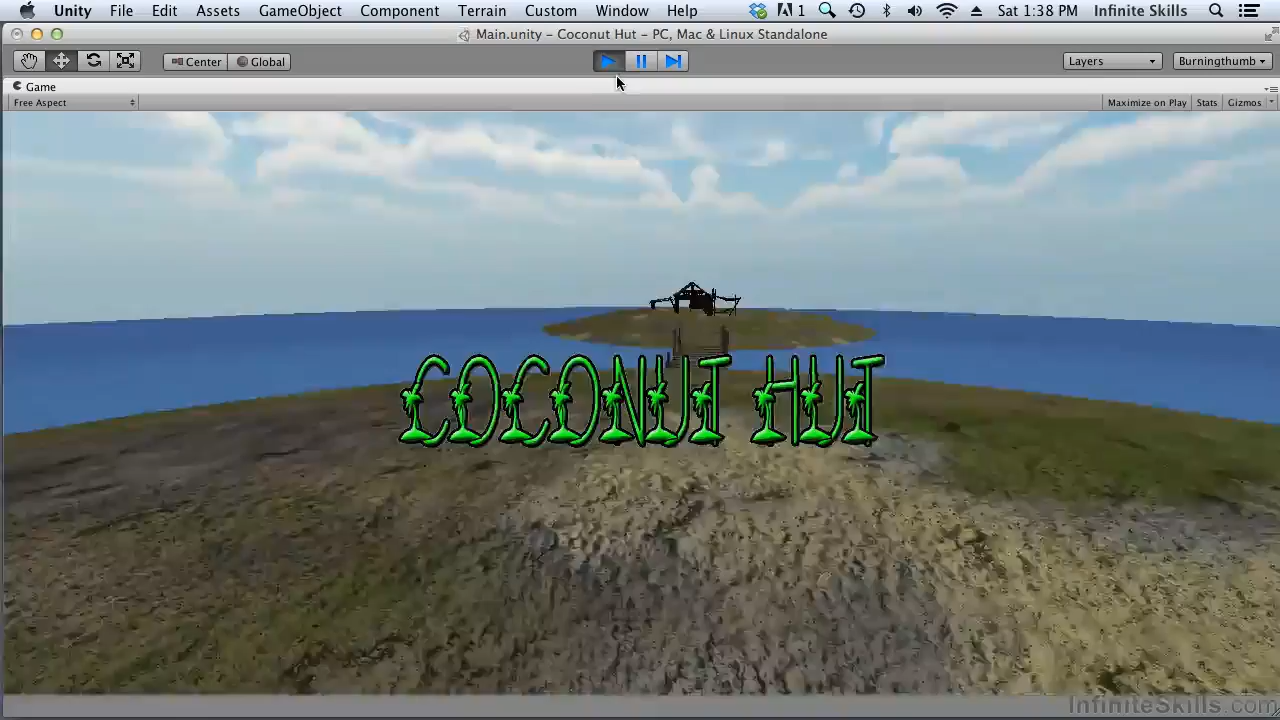 Unity File Edit Assets GameObject Component Terrain Custom Window Help 1 Sat 1:38 PM Infinite Skills
Main.unity – Coconut Hut – PC, Mac & Linux Standalone
Center Global Layers Burningthumb
Game
Free Aspect Maximize on Play Stats Gizmos
COCONUT HUT
InfiniteSkills.com